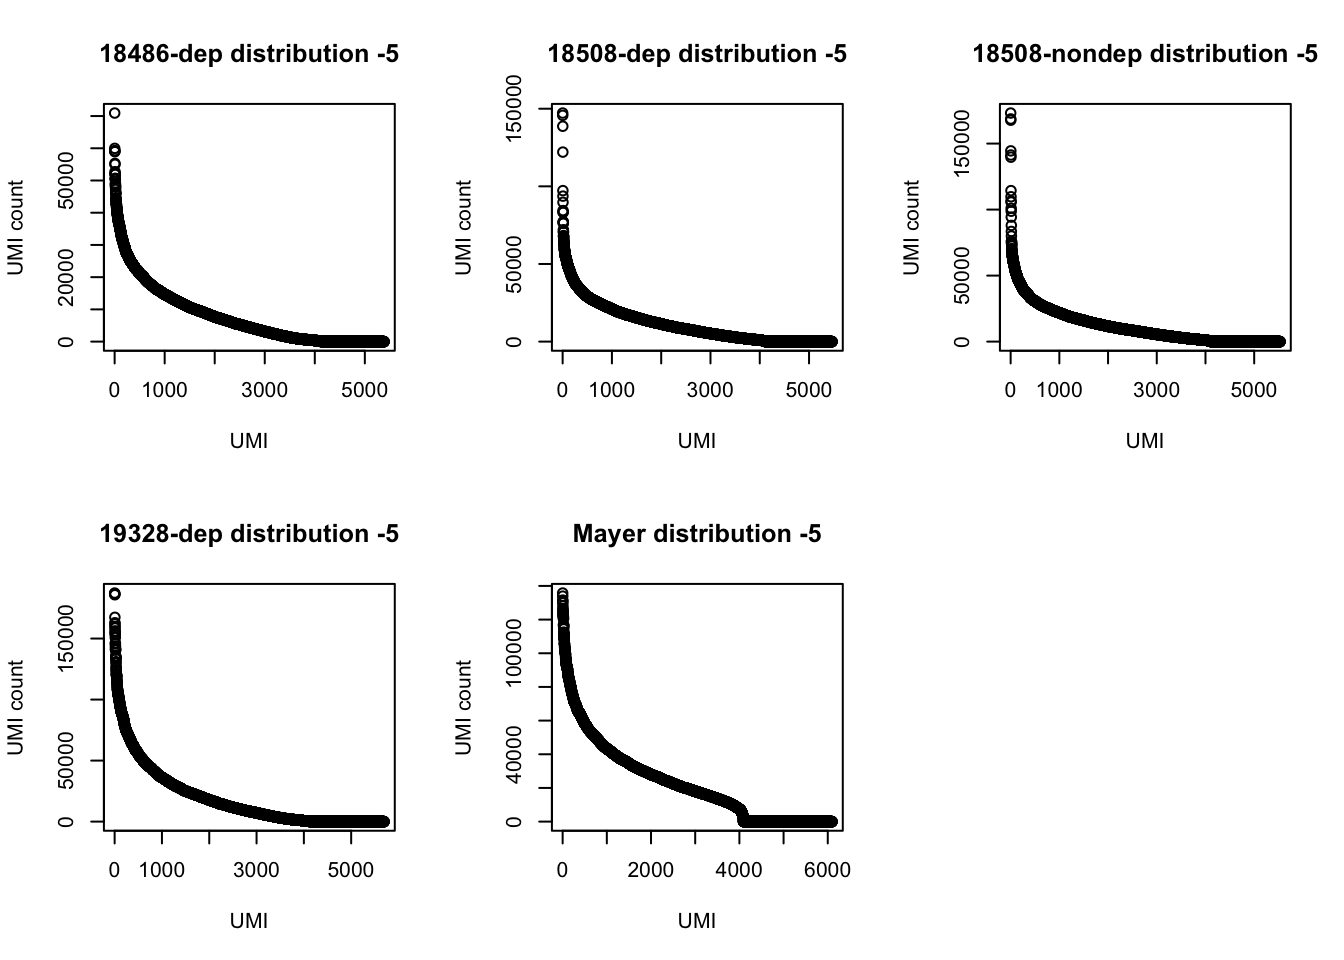 18486-dep distribution -5
UMI count
50000
20000
0
0 1000 3000 5000
UMI
18508-dep distribution -5
UMI count
150000
50000
0
0 1000 3000 5000
UMI
18508-nondep distribution -5
UMI count
150000
50000
0
0 1000 3000 5000
UMI
19328-dep distribution -5
UMI count
150000
50000
0
0 1000 3000 5000
UMI
Mayer distribution -5
UMI count
100000
40000
0
0 2000 4000 6000
UMI